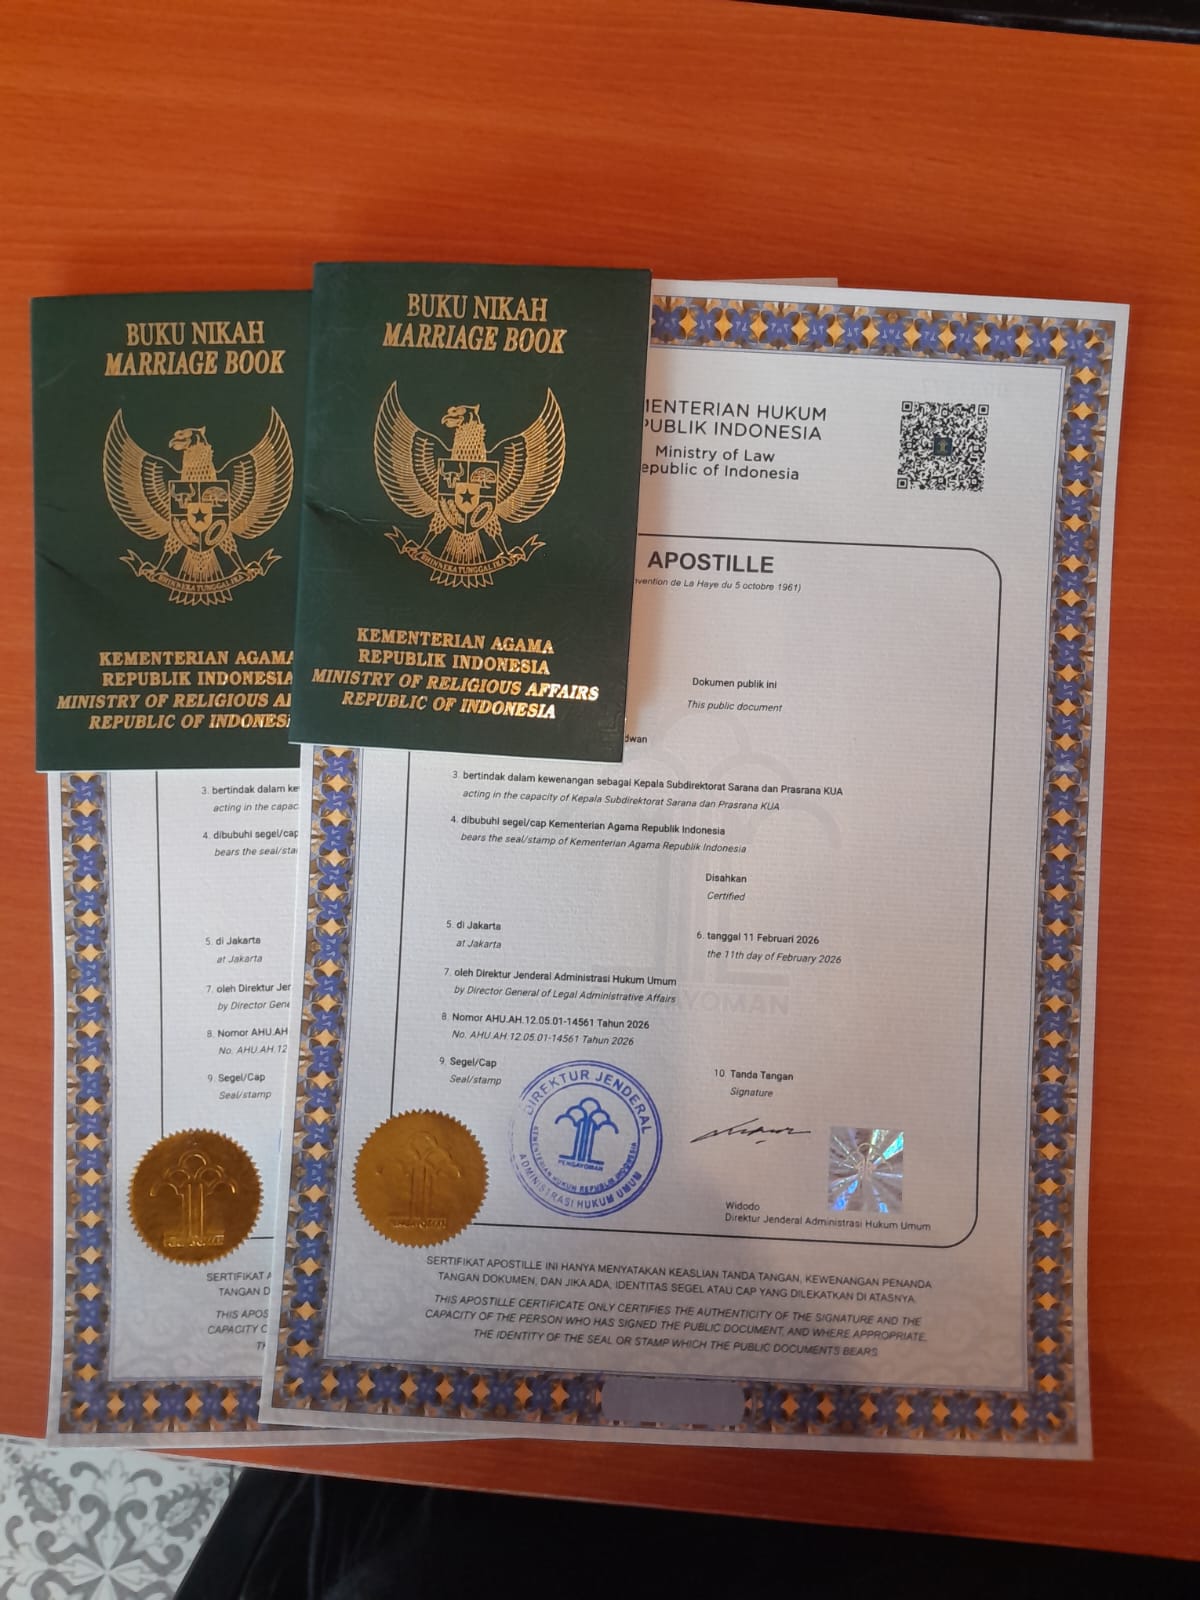 BUKU NIKAH
MARRIAGE BOOK
BHINNEKA TUNGGAL IKA
KEMENTERIAN AGAMA
REPUBLIK INDONESIA
MINISTRY OF RELIGIOUS
REPUBLIC OF INDONESI
BUKU NIKAH
MARRIAGE BOOK
BHINNEKA TUNGGAL IKA
KEMENTERIAN AGAMA
REPUBLIK INDONESIA
MINISTRY OF RELIGIOUS AFFAIRS
REPUBLIC OF INDONESIA
MENTERIAN HUKUM
PUBLIK INDONESIA
Ministry of Law
epublic of Indonesia
APOSTILLE
vention de La Haye du 5 octobre 1961)
Dokumen publik ini
This public document
dwan
3. bertindak dalam kewenangan sebagai Kepala Subdirektorat Sarana dan Prasrana KUA
acting in the capacity of Kepala Subdirektorat Sarana dan Prasrana KUA
4. dibubuhi segel/cap Kementerian Agama Republik Indonesia
bears the seal/stamp of Kementerian Agama Republik Indonesia
Disahkan
Certified
5. di Jakarta
at Jakarta
6. tanggal 11 Februari 2026
the 11th day of February 2026
7. oleh Direktur Jenderal Administrasi Hukum Umum
by Director General of Legal Administrative Affairs
8. Nomor AHU.AH.12.05.01-14561 Tahun 2026
No. AHU.AH.12.05.01-14561 Tahun 2026
9. Segel/Cap
Seal/stamp
10. Tanda Tangan
Signature
DIREKTUR JENDERAL
KEMENTERIAN HUKUM REPUBLIK INDONESIA
PENGAYOMAN
ADMINISTRASI HUKUM UMUM
PENGAYOMAN
Widodo
Direktur Jenderal Administrasi Hukum Umum
SERTIFIKAT APOSTILLE INI HANYA MENYATAKAN KEASLIAN TANDA TANGAN, KEWENANGAN PENANDA
TANGAN DOKUMEN, DAN JIKA ADA, IDENTITAS SEGEL ATAU CAP YANG DILEKATKAN DI ATASNYA.
THIS APOSTILLE CERTIFICATE ONLY CERTIFIES THE AUTHENTICITY OF THE SIGNATURE AND THE
CAPACITY OF THE PERSON WHO HAS SIGNED THE PUBLIC DOCUMENT, AND WHERE APPROPRIATE,
THE IDENTITY OF THE SEAL OR STAMP WHICH THE PUBLIC DOCUMENTS BEARS.
3. bertindak dalam ke
acting in the capac
4. dibubuhi segel/cap
bears the seal/sta
5. di Jakarta
at Jakarta
7. oleh Direktur Jer
by Director Gene
8. Nomor AHU.AH
No. AHU.AH.12
9. Segel/Cap
Seal/stamp
SERTIFIKAT A
TANGAN D
THIS APOS
CAPACITY O
TH